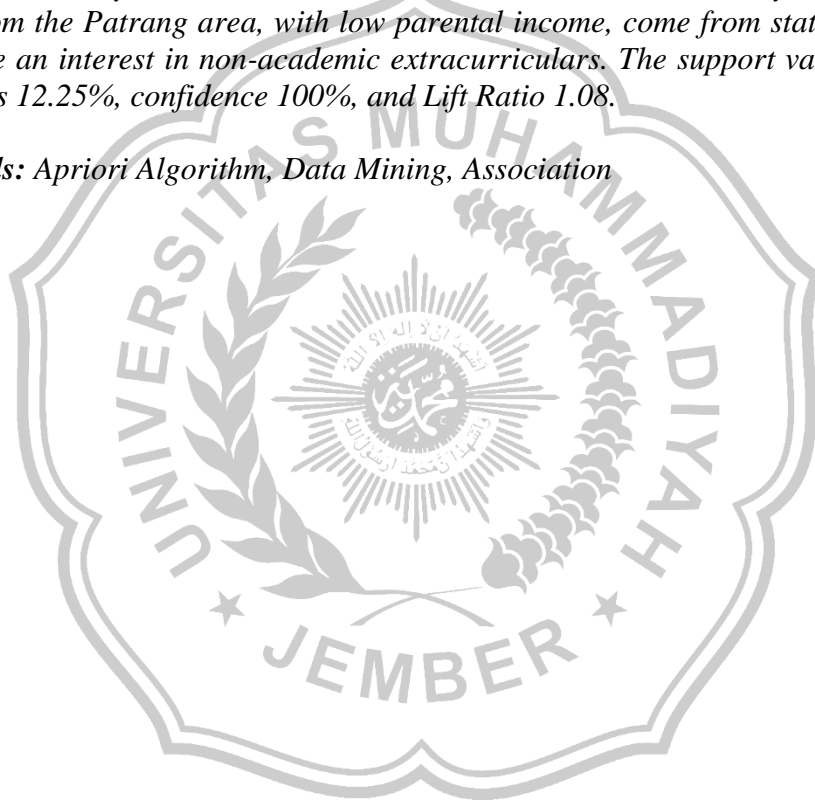 om the Patrang area, with low parental income, come from stat
e an interest in non-academic extracurriculars. The support va
s 12.25%, confidence 100%, and Lift Ratio 1.08.
ds: Apriori Algorithm, Data Mining, Association
UNIVERSITAS MUHAMMADIYAH
JEMBER